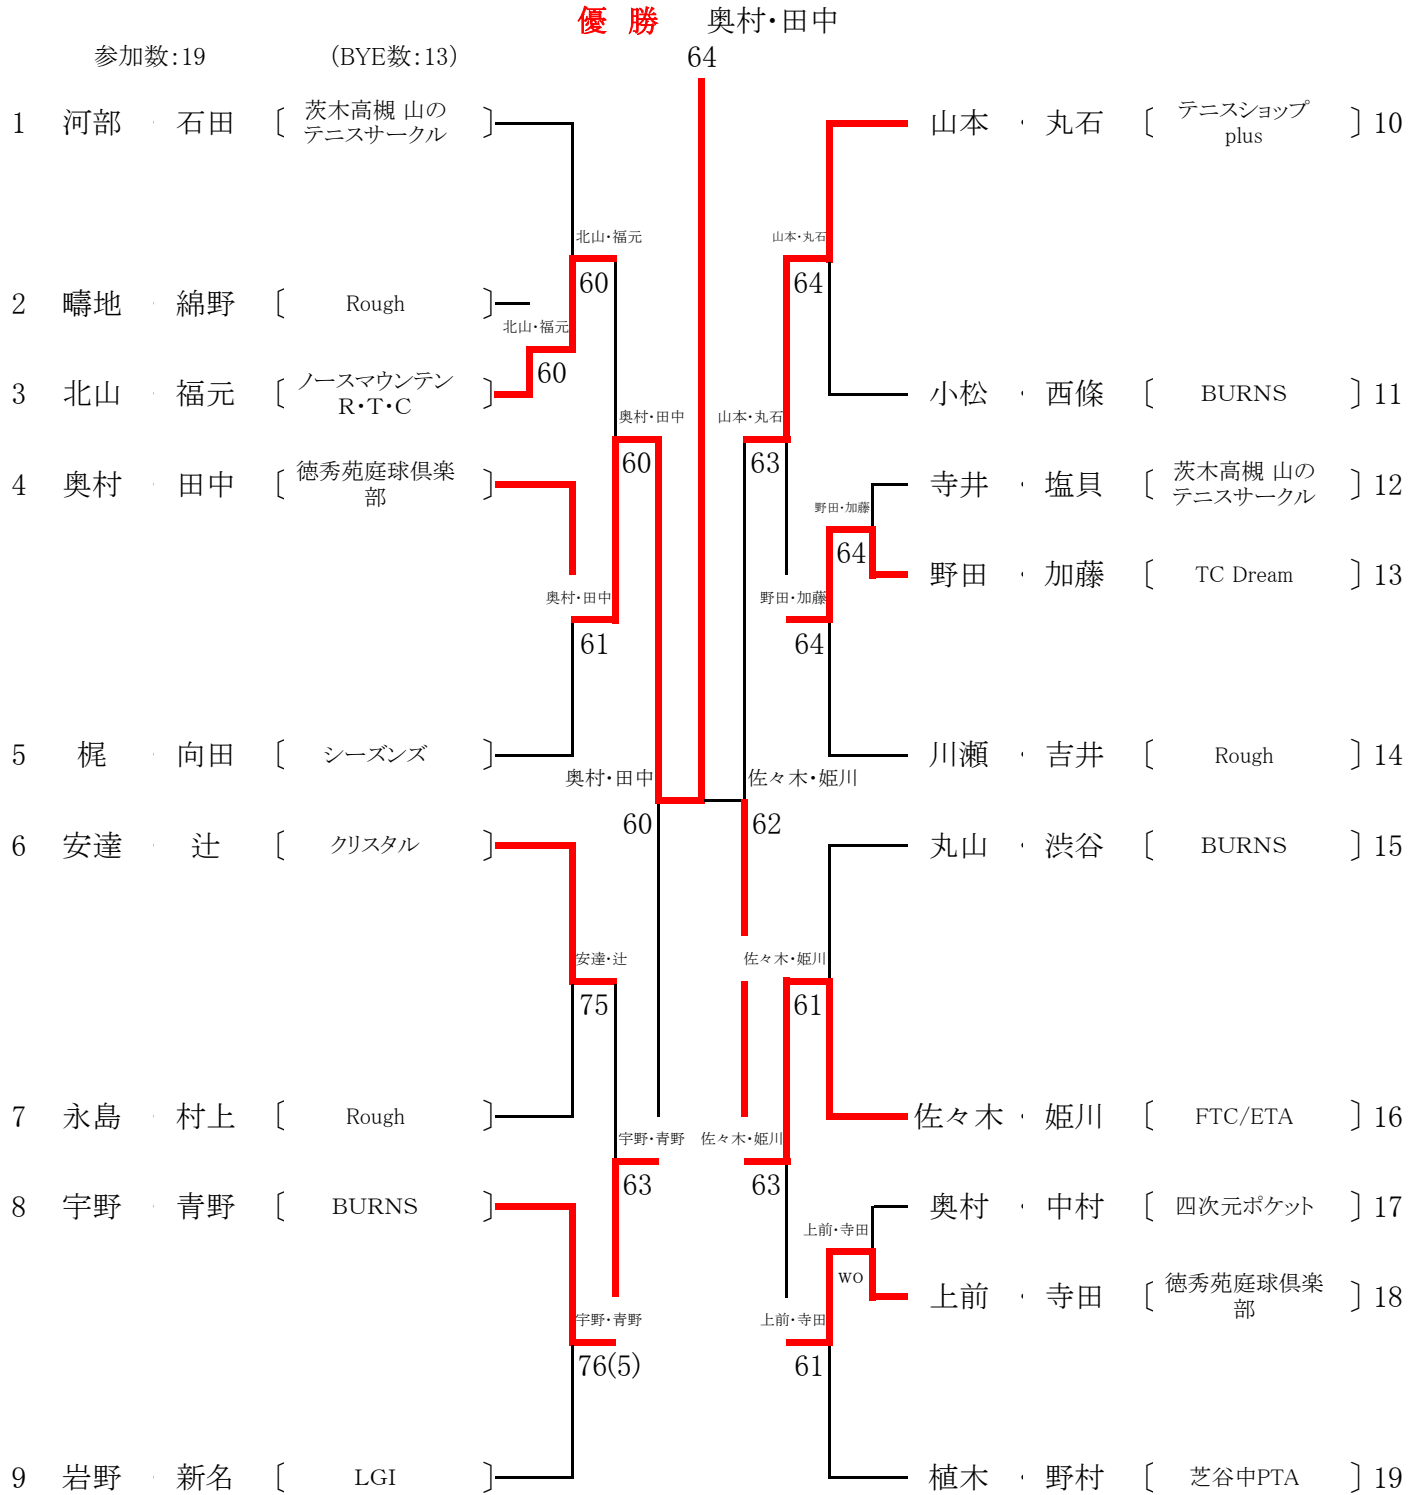 優 勝 奥村・田中
参加数:19 (BYE数:13) 64
1 河部 ・ 石田 〔 茨木高槻 山の
テニスサークル 〕
山本 ・ 丸石 〔 テニスショップ
plus 〕 10
北山・福元
山本・丸石
60
64
2 疇地 ・ 綿野 〔 Rough 〕
北山・福元
60
3 北山 ・ 福元 〔 ノースマウンテン
R・T・C 〕
小松 ・ 西條 〔 BURNS 〕 11
奥村・田中
山本・丸石
60
63
4 奥村 ・ 田中 〔 徳秀苑庭球倶楽
部 〕
寺井 ・ 塩貝 〔 茨木高槻 山の
テニスサークル 〕 12
野田・加藤
64
野田 ・ 加藤 〔 TC Dream 〕 13
奥村・田中
野田・加藤
61
64
5 梶 ・ 向田 〔 シーズンズ 〕
川瀬 ・ 吉井 〔 Rough 〕 14
奥村・田中
佐々木・姫川
60
62
6 安達 ・ 辻 〔 クリスタル 〕
丸山 ・ 渋谷 〔 BURNS 〕 15
安達・辻
佐々木・姫川
75
61
7 永島 ・ 村上 〔 Rough 〕
佐々木 ・ 姫川 〔 FTC/ETA 〕 16
宇野・青野
佐々木・姫川
63
63
8 宇野 ・ 青野 〔 BURNS 〕
奥村 ・ 中村 〔 四次元ポケット 〕 17
上前・寺田
wo
上前 ・ 寺田 〔 徳秀苑庭球倶楽
部 〕 18
宇野・青野
上前・寺田
76(5)
61
9 岩野 ・ 新名 〔 LGI 〕
植木 ・ 野村 〔 芝谷中PTA 〕 19